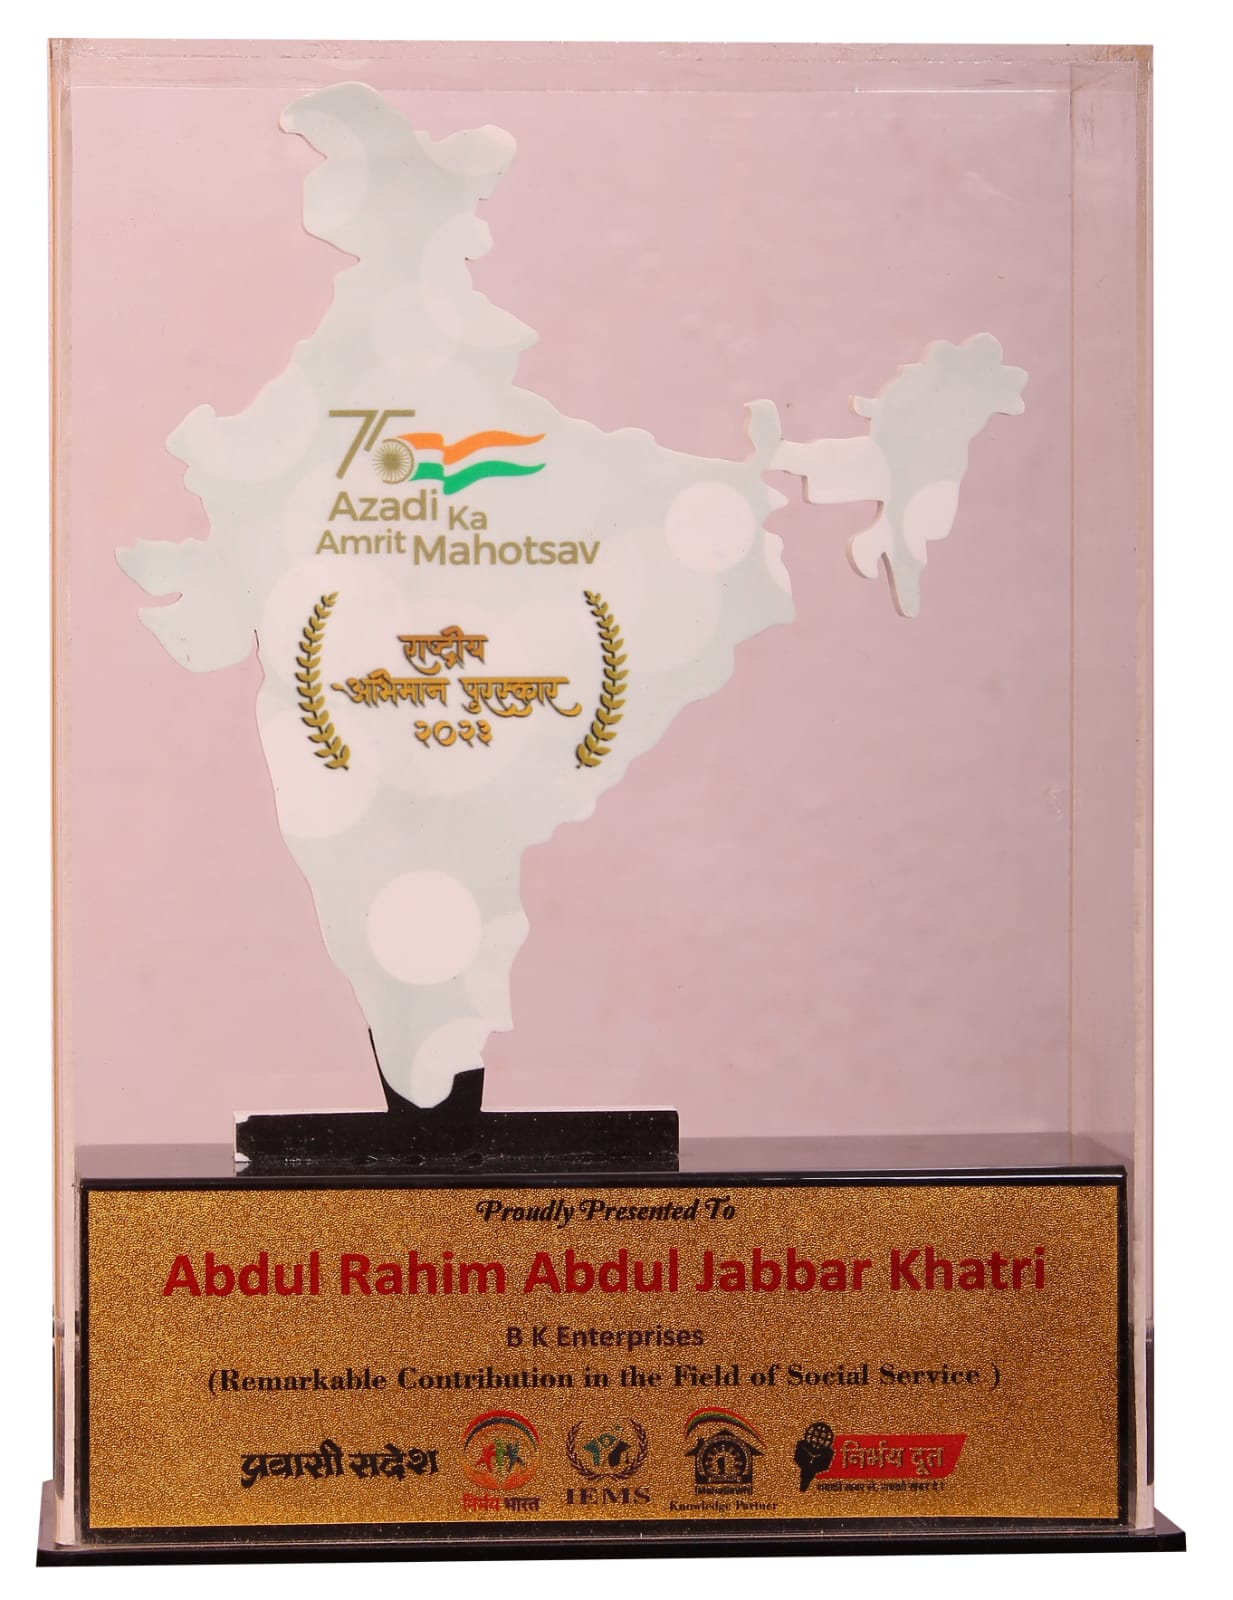 75
Azadi Ka
Amrit Mahotsav
राष्ट्रीय
अभिमान पुरस्कार
२०२३
Proudly Presented To
Abdul Rahim Abdul Jabbar Khatri
B K Enterprises
(Remarkable Contribution in the Field of Social Service )
प्रवासी संदेश
निर्भय भारत
IEMS
Knowledge Partner
निर्भय दूत